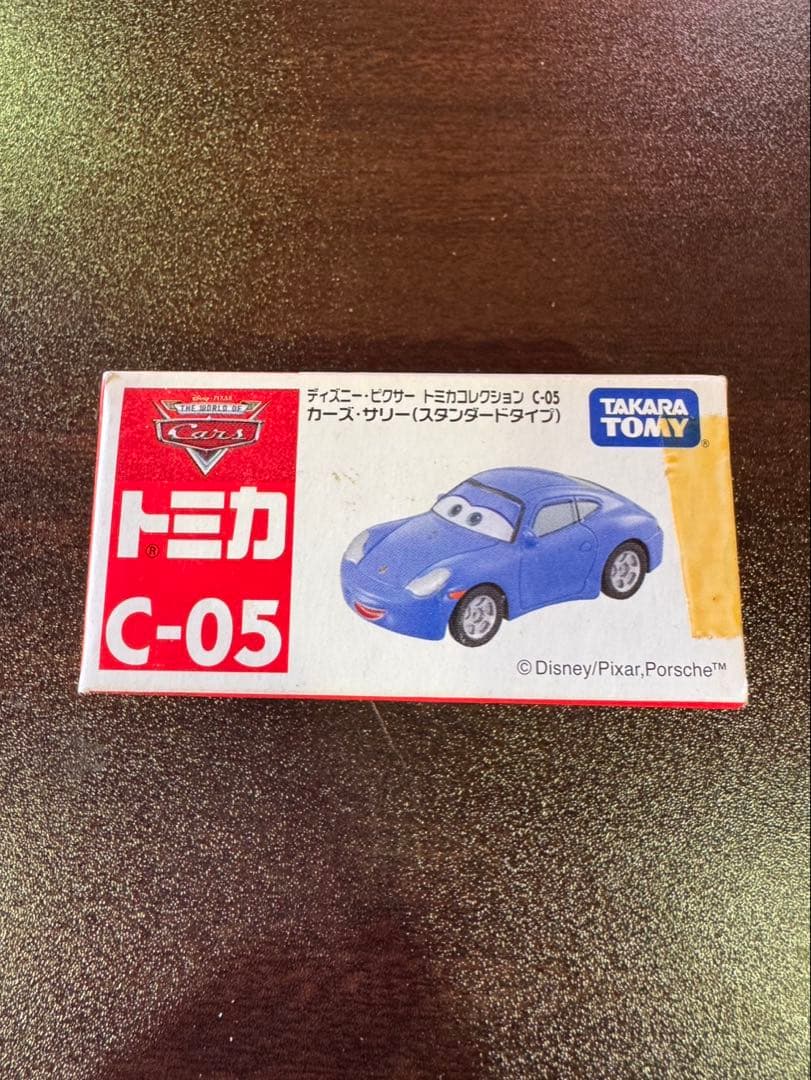 Disney·PIXAR
THE WORLD OF
Cars
トミカ
®
C-05
ディズニー・ピクサー トミカコレクション C-05
カーズ・サリー(スタンダードタイプ)
TAKARA
TOMY
®
©Disney/Pixar,Porsche™